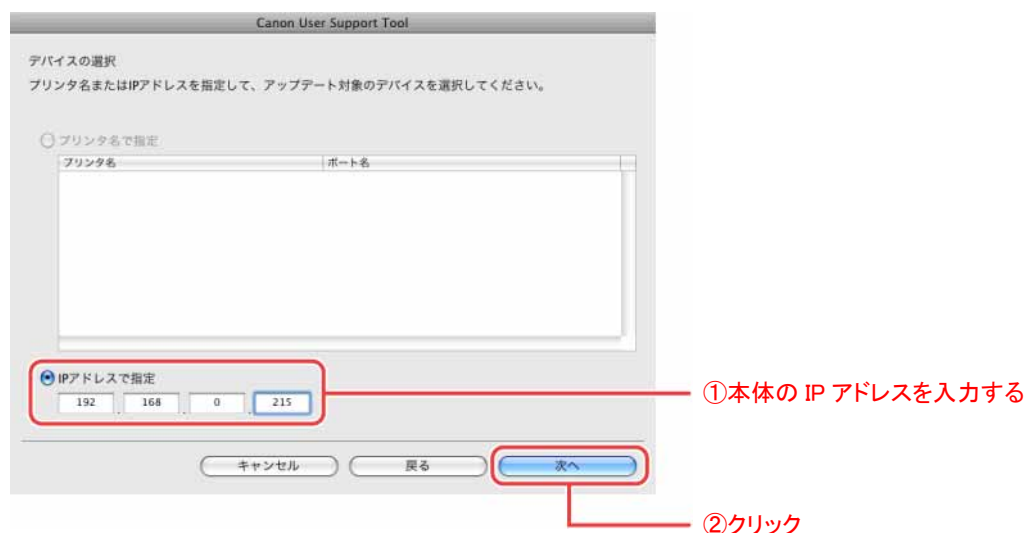 Canon User Support Tool
デバイスの選択
プリンタ名またはIPアドレスを指定して、アップデート対象のデバイスを選択してください。
プリンタ名で指定
プリンタ名 ポート名
IPアドレスで指定
192 . 168 . 0 . 215
①本体の IP アドレスを入力する
キャンセル 戻る 次へ
②クリック